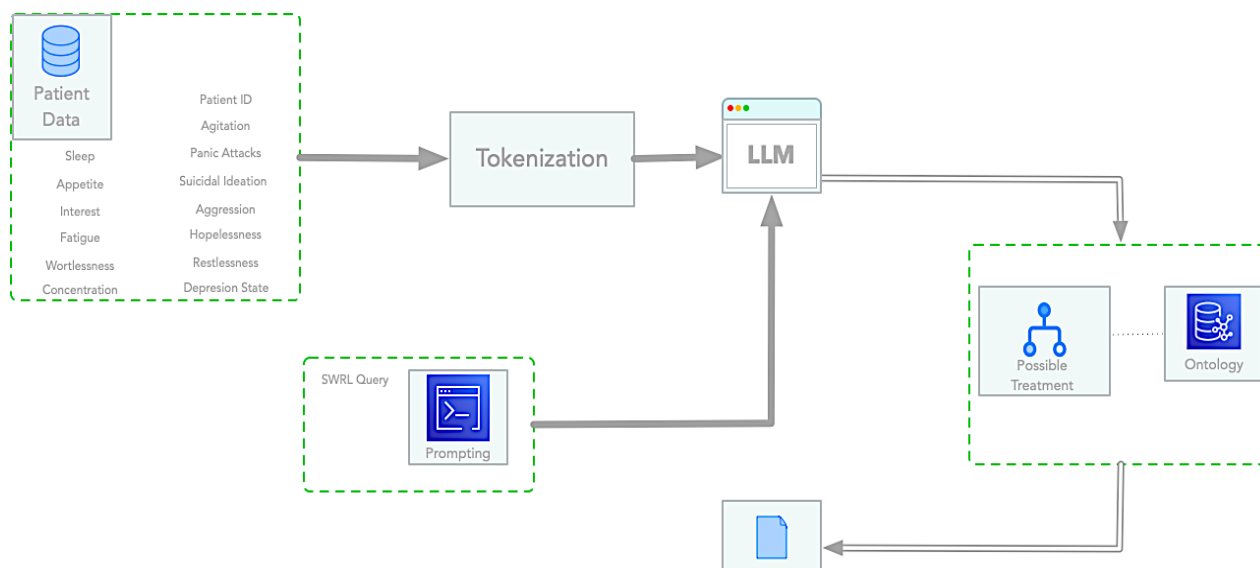 Patient
Data
Sleep
Appetite
Interest
Fatigue
Wortlessness
Concentration
Patient ID
Agitation
Panic Attacks
Suicidal Ideation
Aggression
Hopelessness
Restlessness
Depresion State
Tokenization
LLM
SWRL Query
Prompting
Possible
Treatment
Ontology